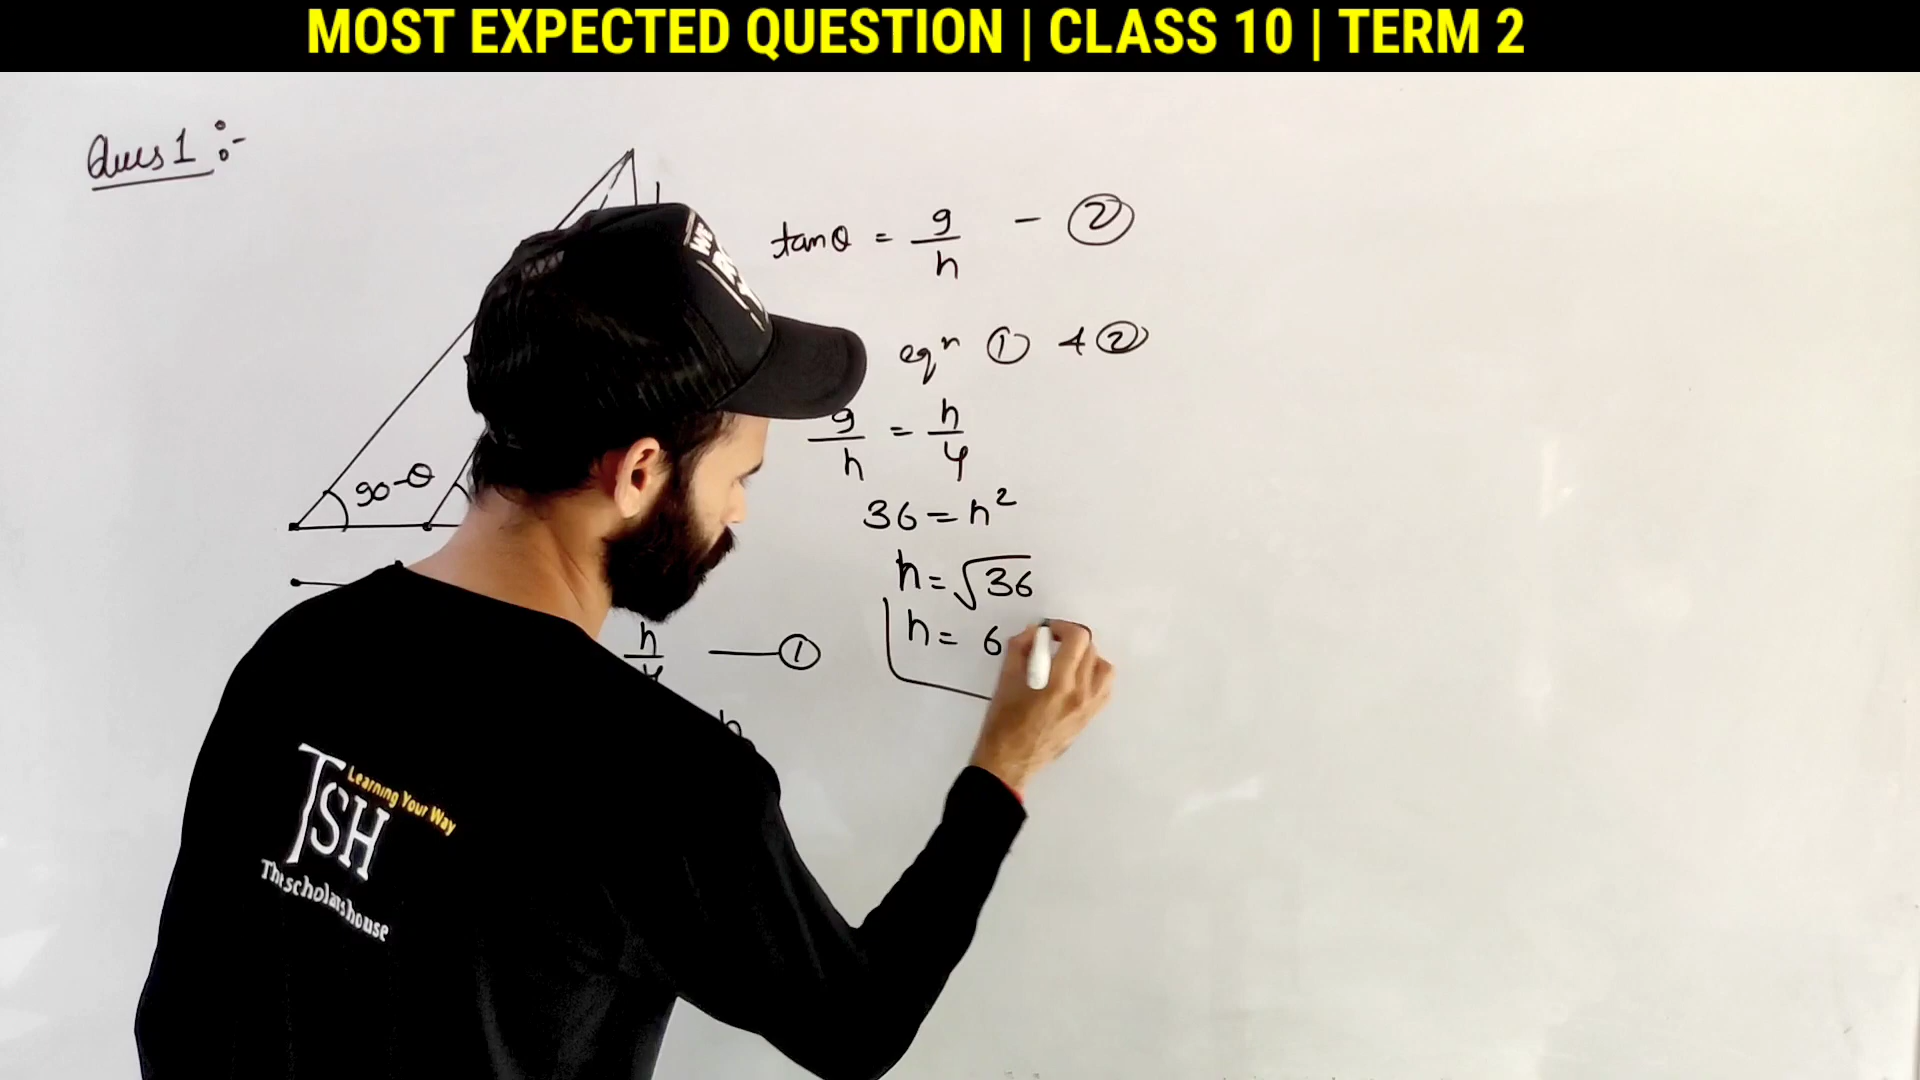 MOST EXPECTED QUESTION | CLASS 10 | TERM 2
Ques 1 :-
90-θ
h
① 
tanθ = 9/h - ②
eqⁿ ① & ②
9/h = h/4
36 = h²
h = √36
h = 6
TSH
Learning Your Way
Thescholarshouse